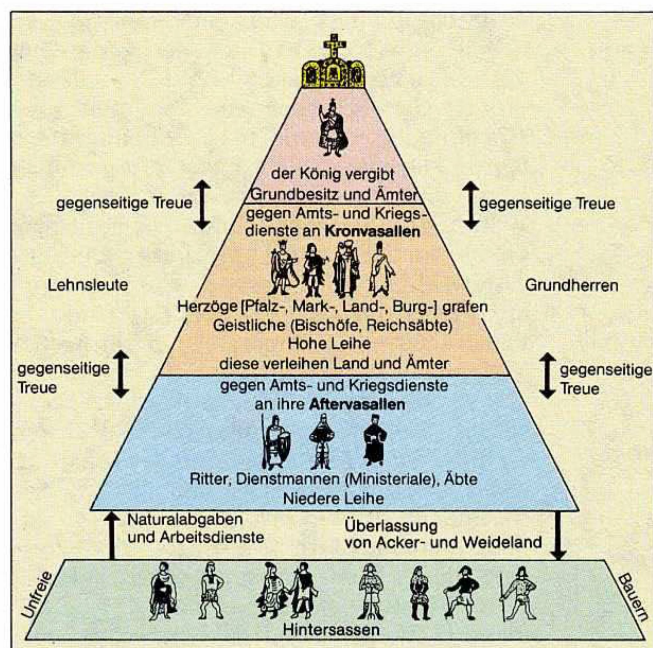 der König vergibt
Grundbesitz und Ämter
gegenseitige Treue
gegenseitige Treue
gegen Amts- und Kriegs-
dienste an Kronvasallen
Lehnsleute
Grundherren
Herzöge [Pfalz-, Mark-, Land-, Burg-] grafen
Geistliche (Bischöfe, Reichsäbte)
Hohe Leihe
diese verleihen Land und Ämter
gegenseitige
Treue
gegenseitige
Treue
gegen Amts- und Kriegsdienste
an ihre Aftervasallen
Ritter, Dienstmannen (Ministeriale), Äbte
Niedere Leihe
Naturalabgaben
und Arbeitsdienste
Überlassung
von Acker- und Weideland
Unfreie
Bauern
Hintersassen